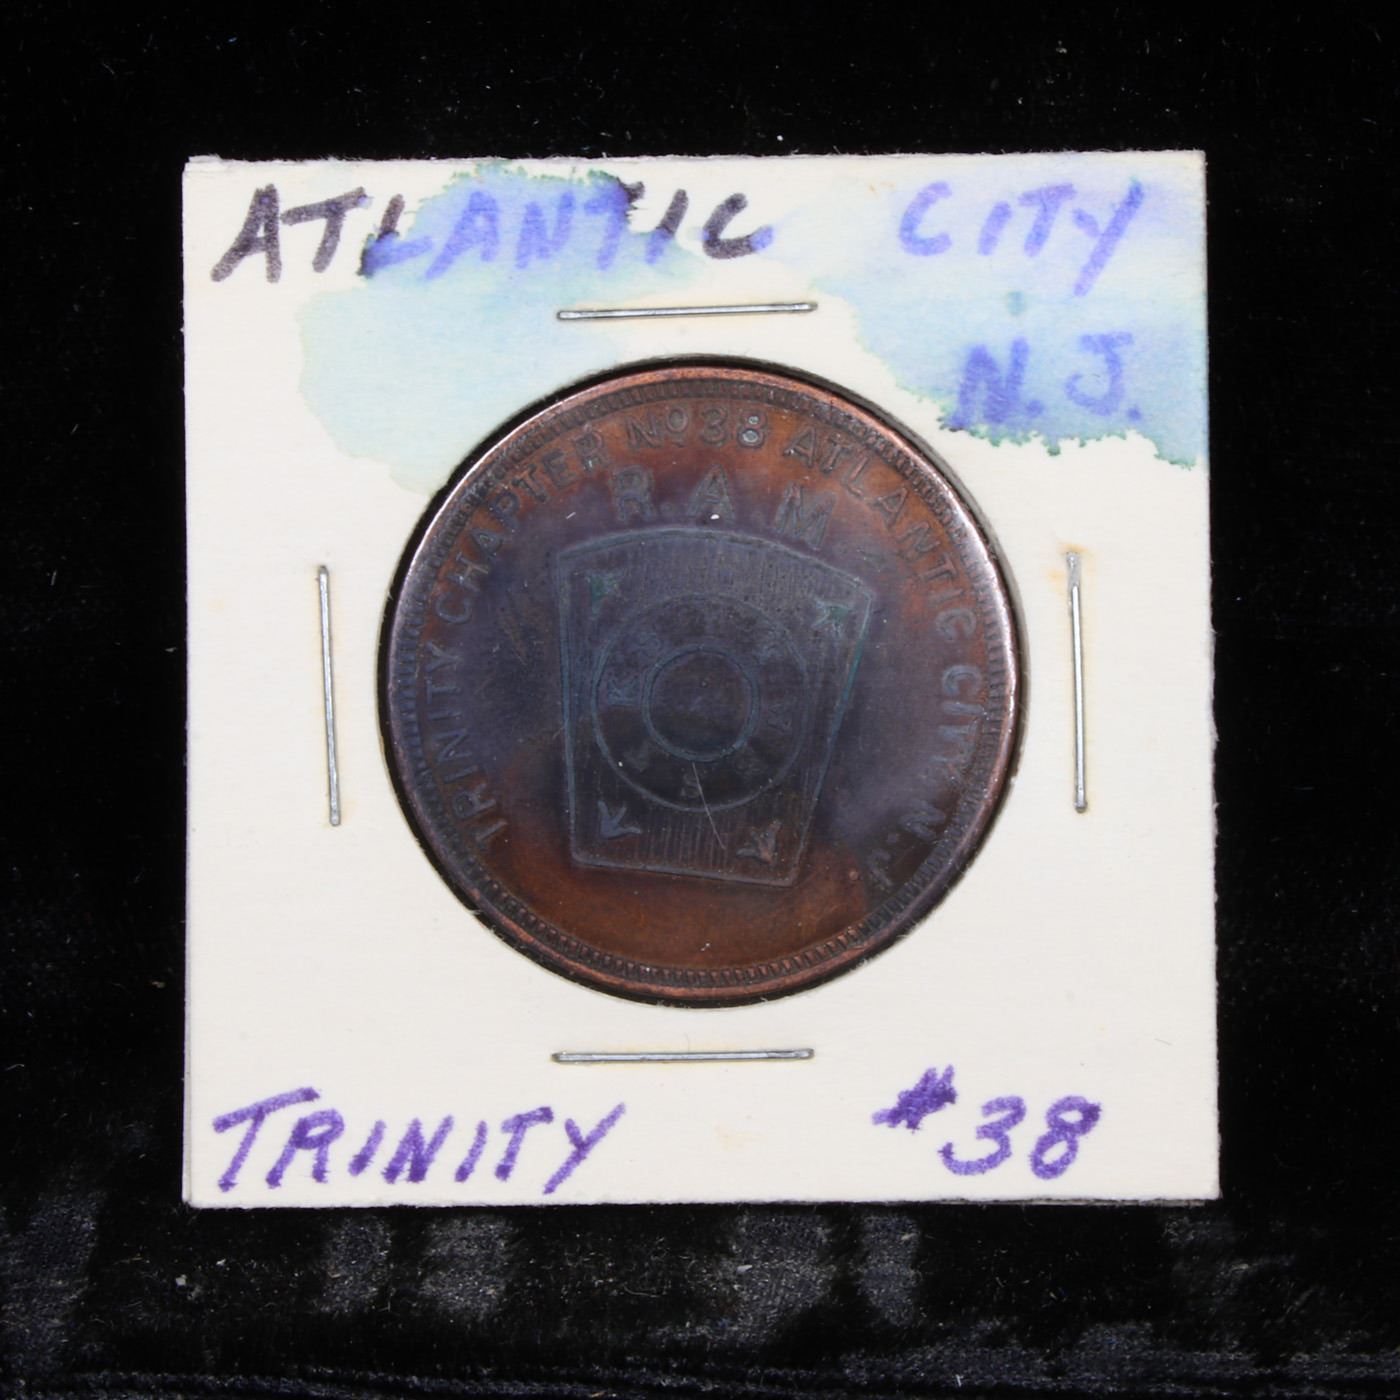 ATLANTIC CITY
N.J.
TRINITY CHAPTER No 38 ATLANTIC CITY. N.J.
R. A. M.
H T W S S T K S
TRINITY #38